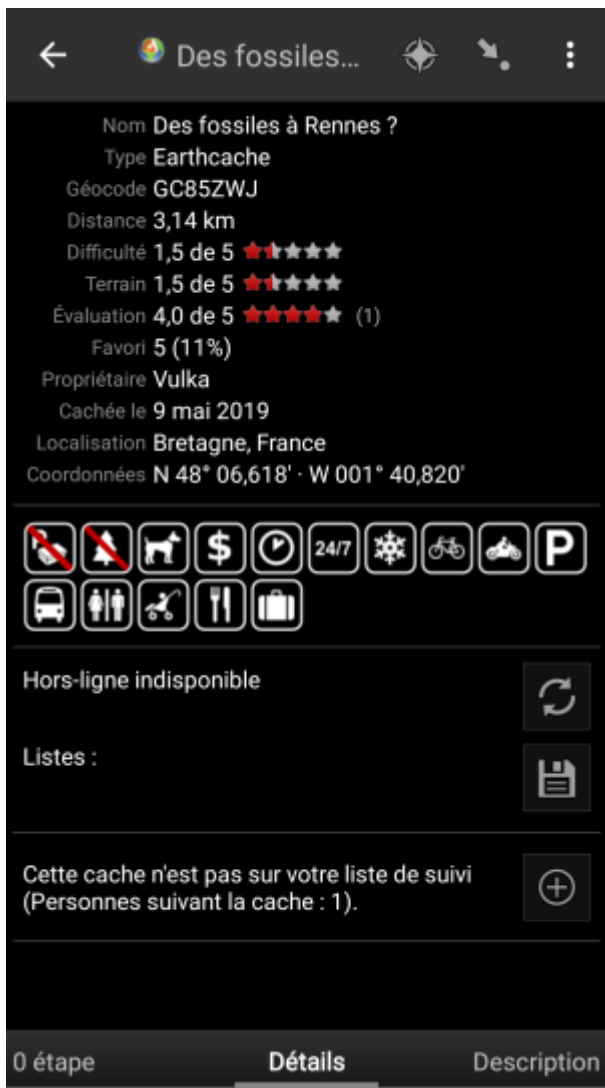 Des fossiles...
Nom Des fossiles à Rennes ?
Type Earthcache
Géocode GC85ZWJ
Distance 3,14 km
Difficulté 1,5 de 5
Terrain 1,5 de 5
Évaluation 4,0 de 5 (1)
Favori 5 (11%)
Propriétaire Vulka
Cachée le 9 mai 2019
Localisation Bretagne, France
Coordonnées N 48° 06,618' · W 001° 40,820'
$ 24/7 P
Hors-ligne indisponible
Listes :
Cette cache n'est pas sur votre liste de suivi
(Personnes suivant la cache : 1).
0 étape Détails Description